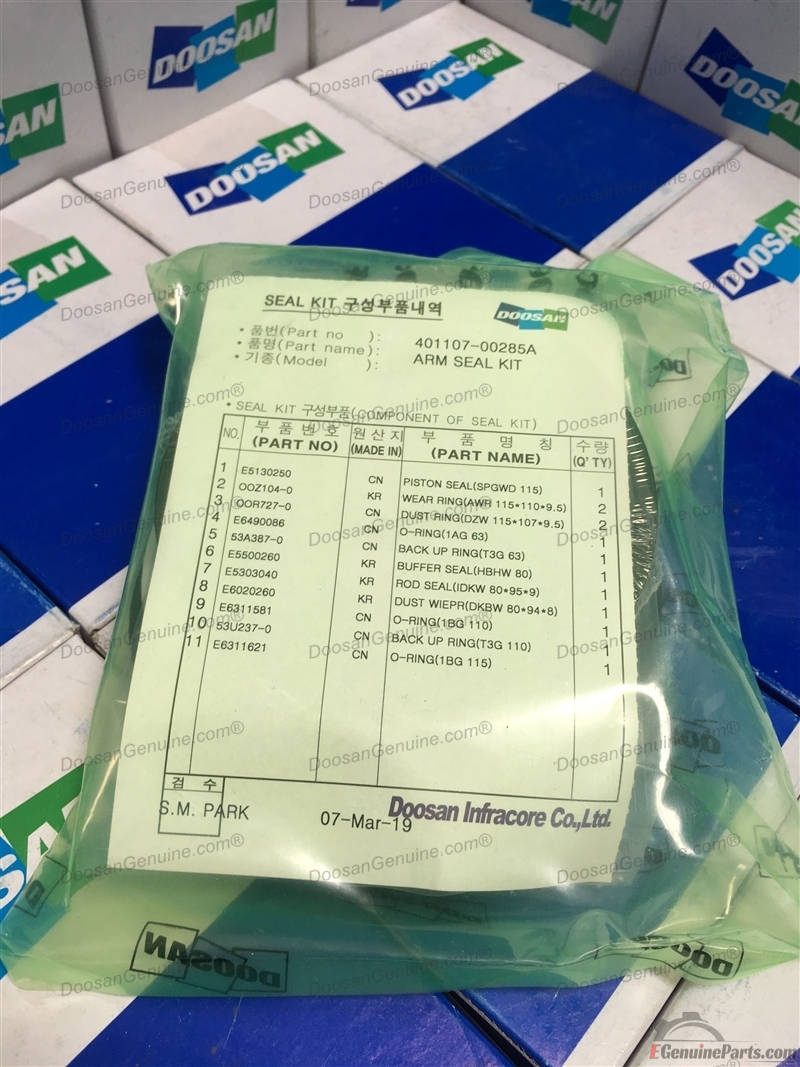 DOOSAN
DOOSAN
DOOSAN
DOOSAN
DOOSAN
DOOSAN
DOOSAN
SEAL KIT 구성부품내역
DOOSAN
• 품번(Part no ): 401107-00285A
• 품명(Part name): ARM SEAL KIT
• 기종(Model ):
• SEAL KIT 구성부품(COMPONENT OF SEAL KIT)
NO. 부 품 번 호 (PART NO) 원 산 지 (MADE IN) 부 품 명 칭 (PART NAME) 수 량 (Q' TY)
1 E5130250 CN PISTON SEAL(SPGWD 115) 1
2 OOZ104-0 KR WEAR RING(AWR 115*110*9.5) 2
3 OOR727-0 CN DUST RING(DZW 115*107*9.5) 2
4 E6490086 CN O-RING(1AG 63) 1
5 53A387-0 CN BACK UP RING(T3G 63) 1
6 E5500260 KR BUFFER SEAL(HBHW 80) 1
7 E5303040 KR ROD SEAL(IDKW 80*95*9) 1
8 E6020260 KR DUST WIEPR(DKBW 80*94*8) 1
9 E6311581 CN O-RING(1BG 110) 1
10 53U237-0 CN BACK UP RING(T3G 110) 1
11 E6311621 CN O-RING(1BG 115) 1
검 수
S.M. PARK 07-Mar-19 Doosan Infracore Co.,Ltd.
DOOSAN DOOSAN
DoosanGenuine.com®
EGenuineParts.com